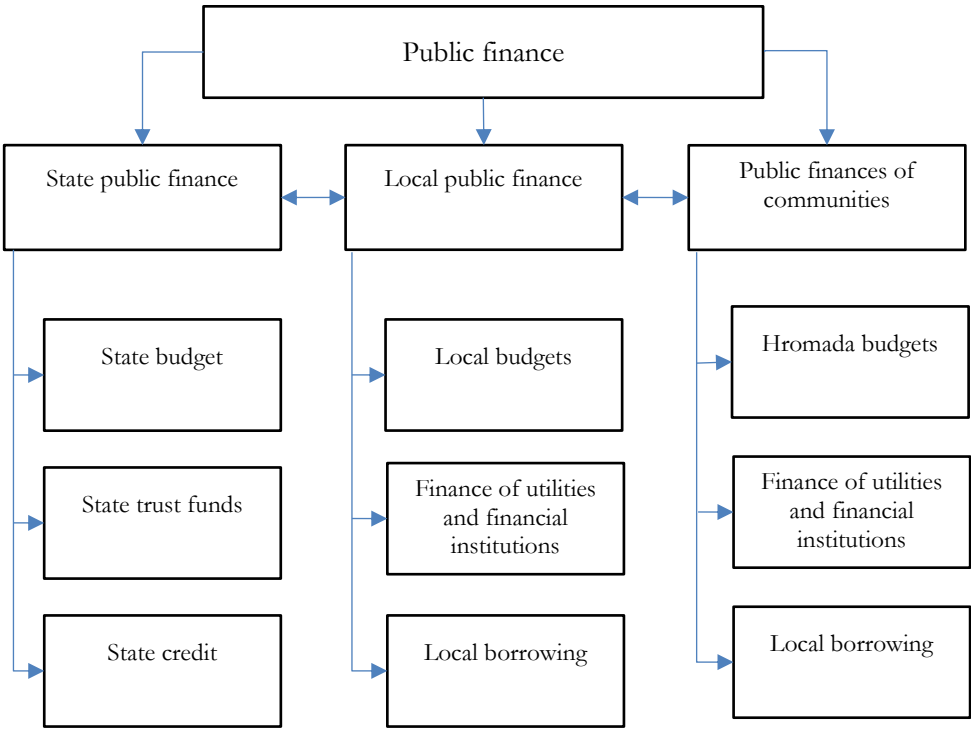 Public finance
State public finance
Local public finance
Public finances of
communities
State budget
Local budgets
Hromada budgets
State trust funds
Finance of utilities
and financial
institutions
Finance of utilities
and financial
institutions
State credit
Local borrowing
Local borrowing